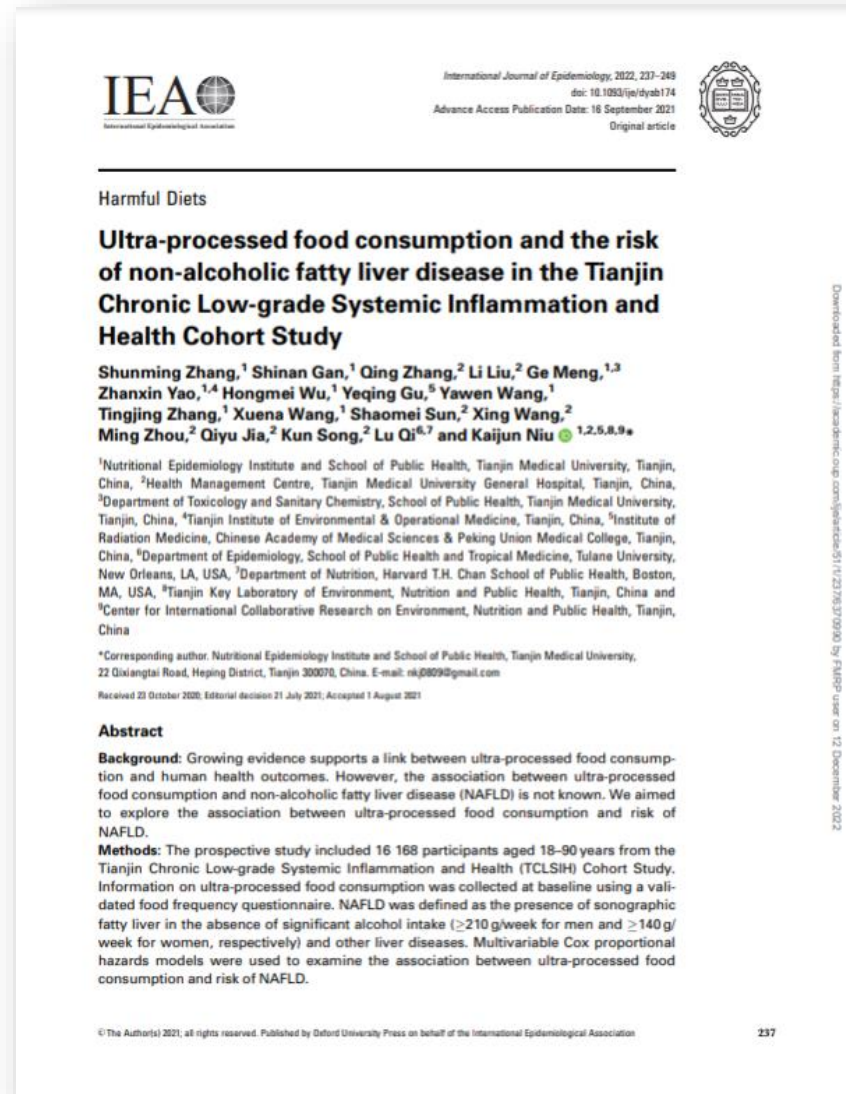 IEA
International Epidemiological Association
International Journal of Epidemiology, 2022, 237–249
doi: 10.1093/ije/dyab174
Advance Access Publication Date: 16 September 2021
Original article
Harmful Diets
Ultra-processed food consumption and the risk
of non-alcoholic fatty liver disease in the Tianjin
Chronic Low-grade Systemic Inflammation and
Health Cohort Study
Shunming Zhang,¹ Shinan Gan,¹ Qing Zhang,² Li Liu,² Ge Meng,¹,³
Zhanxin Yao,¹,⁴ Hongmei Wu,¹ Yeqing Gu,⁵ Yawen Wang,¹
Tingjing Zhang,¹ Xuena Wang,¹ Shaomei Sun,² Xing Wang,²
Ming Zhou,² Qiyu Jia,² Kun Song,² Lu Qi⁶,⁷ and Kaijun Niu iD ¹,²,⁵,⁸,⁹*
¹Nutritional Epidemiology Institute and School of Public Health, Tianjin Medical University, Tianjin,
China, ²Health Management Centre, Tianjin Medical University General Hospital, Tianjin, China,
³Department of Toxicology and Sanitary Chemistry, School of Public Health, Tianjin Medical University,
Tianjin, China, ⁴Tianjin Institute of Environmental & Operational Medicine, Tianjin, China, ⁵Institute of
Radiation Medicine, Chinese Academy of Medical Sciences & Peking Union Medical College, Tianjin,
China, ⁶Department of Epidemiology, School of Public Health and Tropical Medicine, Tulane University,
New Orleans, LA, USA, ⁷Department of Nutrition, Harvard T.H. Chan School of Public Health, Boston,
MA, USA, ⁸Tianjin Key Laboratory of Environment, Nutrition and Public Health, Tianjin, China and
⁹Center for International Collaborative Research on Environment, Nutrition and Public Health, Tianjin,
China
*Corresponding author. Nutritional Epidemiology Institute and School of Public Health, Tianjin Medical University,
22 Qixiangtai Road, Heping District, Tianjin 300070, China. E-mail: nkj0809@gmail.com
Received 23 October 2020; Editorial decision 21 July 2021; Accepted 1 August 2021
Abstract
Background: Growing evidence supports a link between ultra-processed food consump-
tion and human health outcomes. However, the association between ultra-processed
food consumption and non-alcoholic fatty liver disease (NAFLD) is not known. We aimed
to explore the association between ultra-processed food consumption and risk of
NAFLD.
Methods: The prospective study included 16 168 participants aged 18–90 years from the
Tianjin Chronic Low-grade Systemic Inflammation and Health (TCLSIH) Cohort Study.
Information on ultra-processed food consumption was collected at baseline using a vali-
dated food frequency questionnaire. NAFLD was defined as the presence of sonographic
fatty liver in the absence of significant alcohol intake (≥210 g/week for men and ≥140 g/
week for women, respectively) and other liver diseases. Multivariable Cox proportional
hazards models were used to examine the association between ultra-processed food
consumption and risk of NAFLD.
© The Author(s) 2021; all rights reserved. Published by Oxford University Press on behalf of the International Epidemiological Association
237
Downloaded from https://academic.oup.com/ije/article/51/1/237/6370990 by FMRP user on 12 December 2022